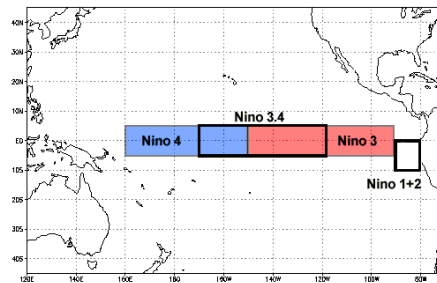 40N
30N
20N
10N
EQ
10S
20S
30S
40S
Nino 3.4
Nino 4
Nino 3
Nino 1+2
120E
140E
160E
180
160W
140W
120W
100W
80W